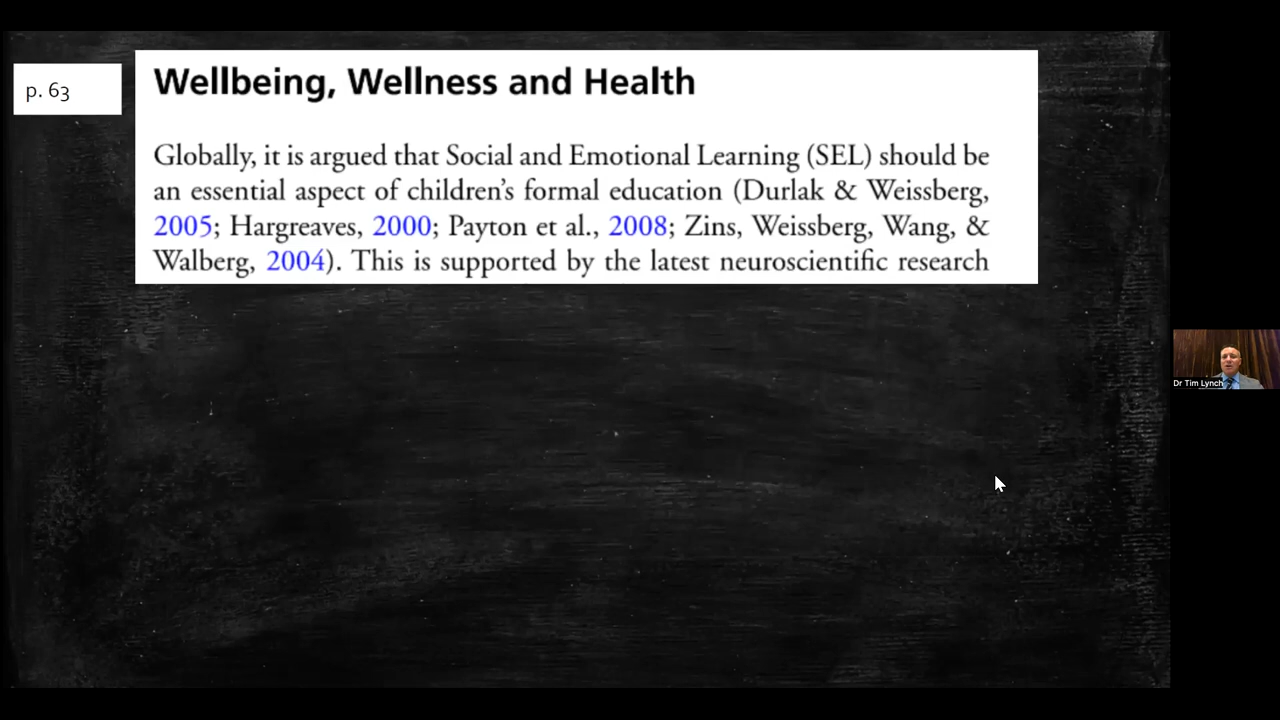 p. 63
Wellbeing, Wellness and Health
Globally, it is argued that Social and Emotional Learning (SEL) should be
an essential aspect of children's formal education (Durlak & Weissberg,
2005; Hargreaves, 2000; Payton et al., 2008; Zins, Weissberg, Wang, &
Walberg, 2004). This is supported by the latest neuroscientific research
Dr Tim Lynch